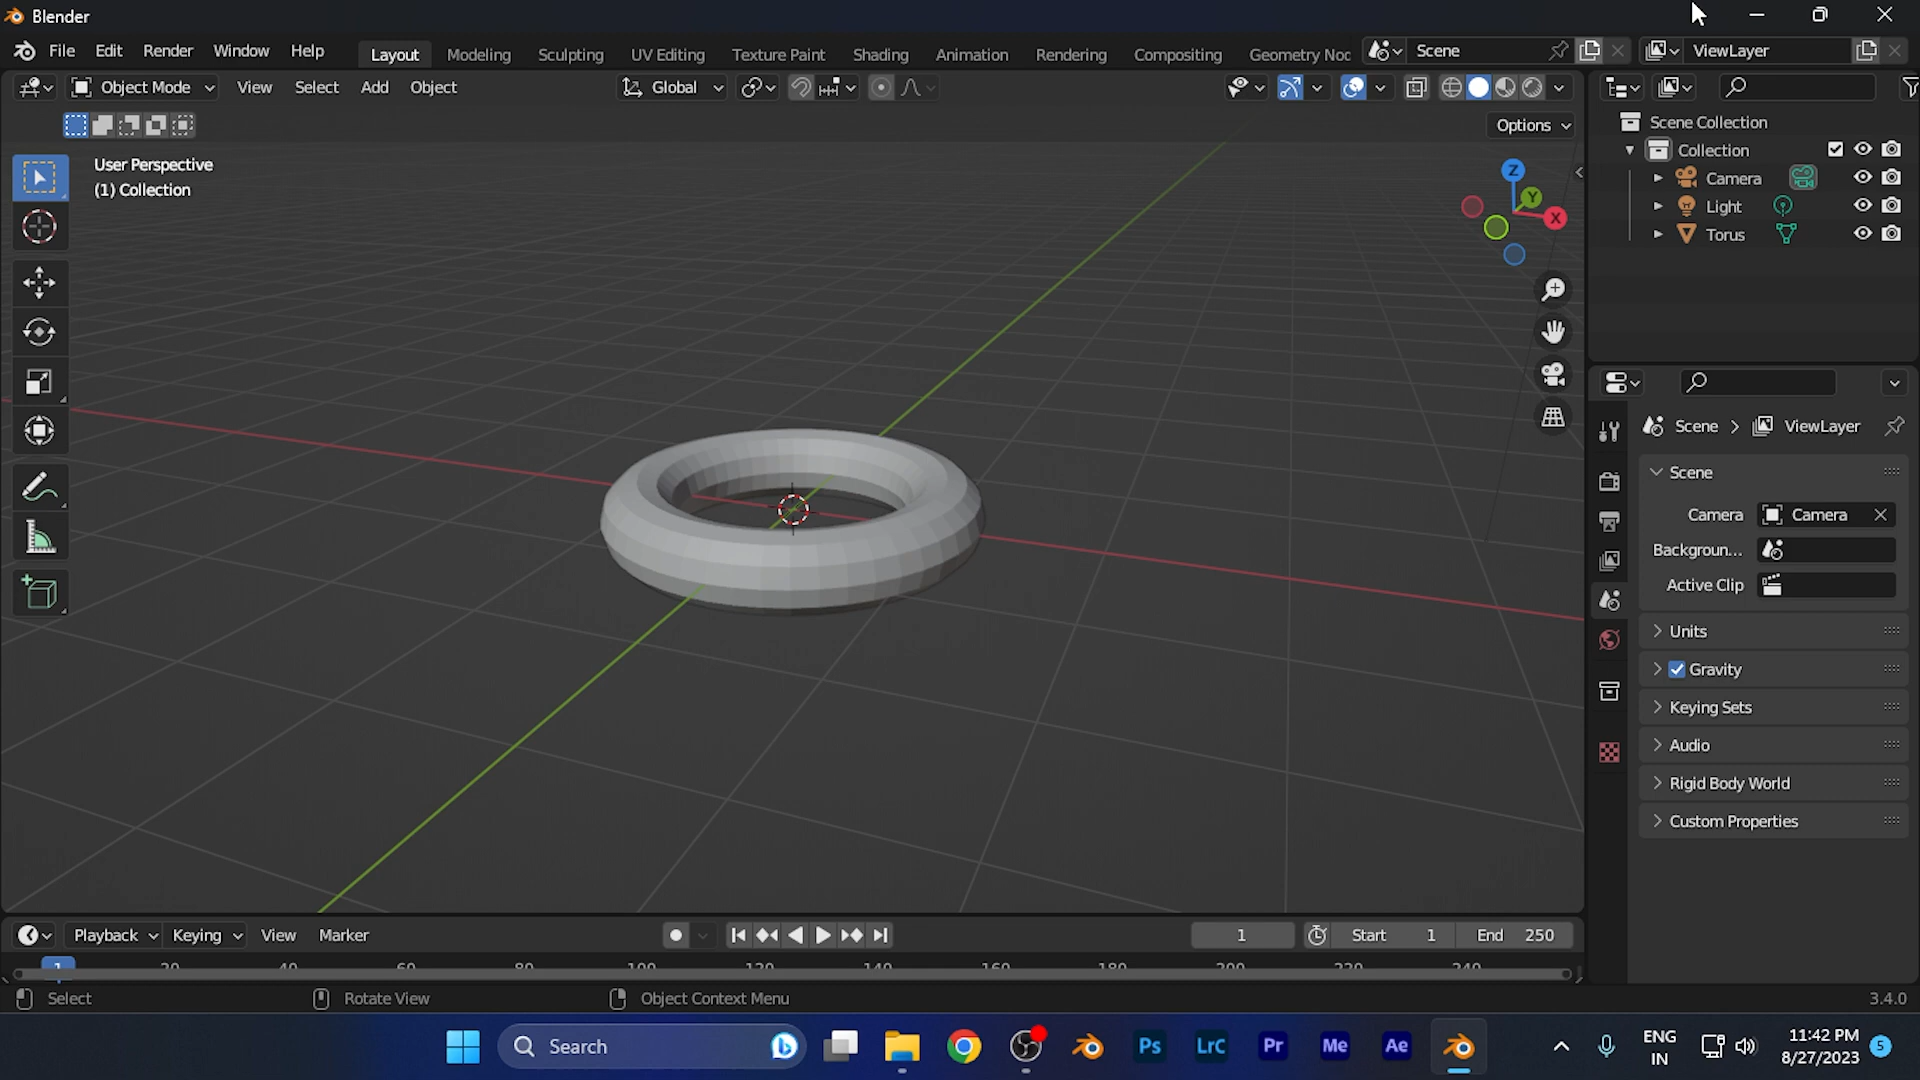 Blender
File Edit Render Window Help Layout Modeling Sculpting UV Editing Texture Paint Shading Animation Rendering Compositing Geometry Noc Scene ViewLayer
Object Mode View Select Add Object Global
Options
User Perspective
(1) Collection
Z
Y
X
Scene Collection
Collection
Camera
Light
Torus
Scene > ViewLayer
Scene
Camera Camera
Backgroun...
Active Clip
Units
Gravity
Keying Sets
Audio
Rigid Body World
Custom Properties
Playback Keying View Marker 1 Start 1 End 250
1 20 40 60 80 100 120 140 160 180 200 220 240
Select Rotate View Object Context Menu 3.4.0
Search Ps LrC Pr Me Ae ENG IN 11:42 PM 8/27/2023 5